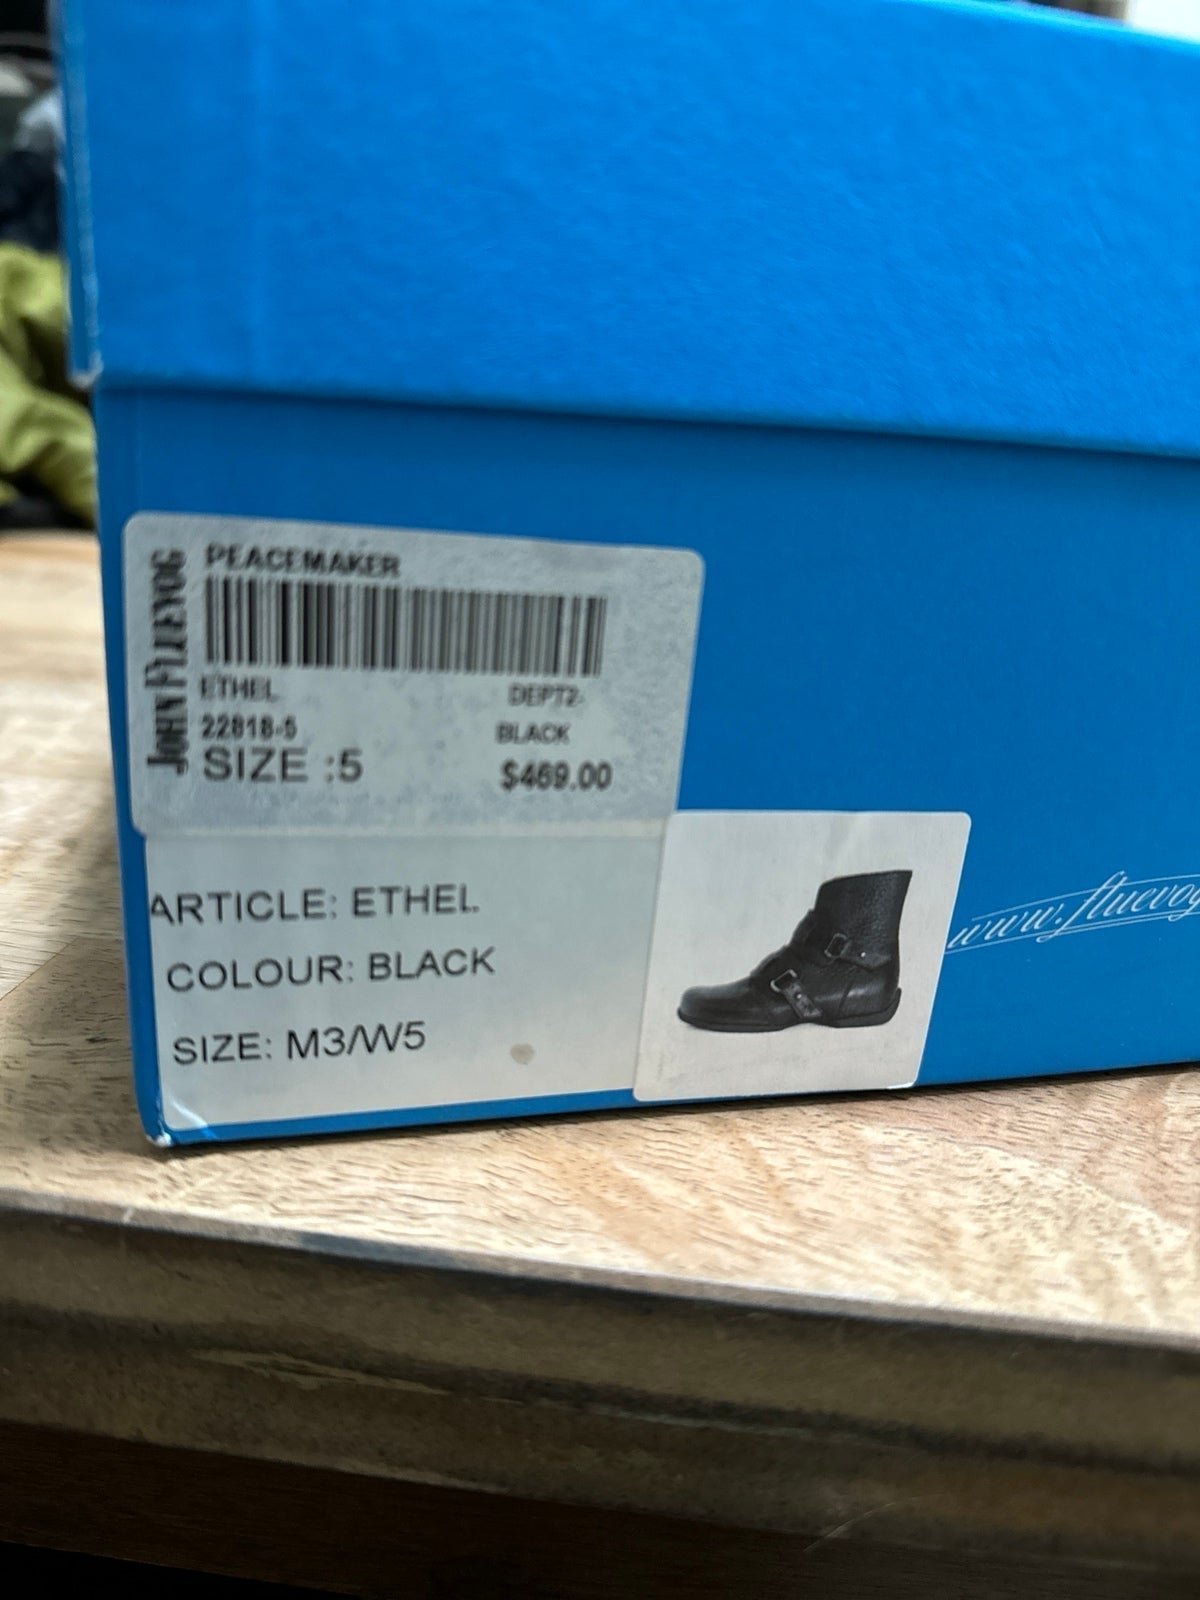 JOHN FLUEVOG
PEACEMAKER
ETHEL DEPT2-
22818-5 BLACK
SIZE :5 $469.00
ARTICLE: ETHEL
COLOUR: BLACK
SIZE: M3/W5
www.fluevog